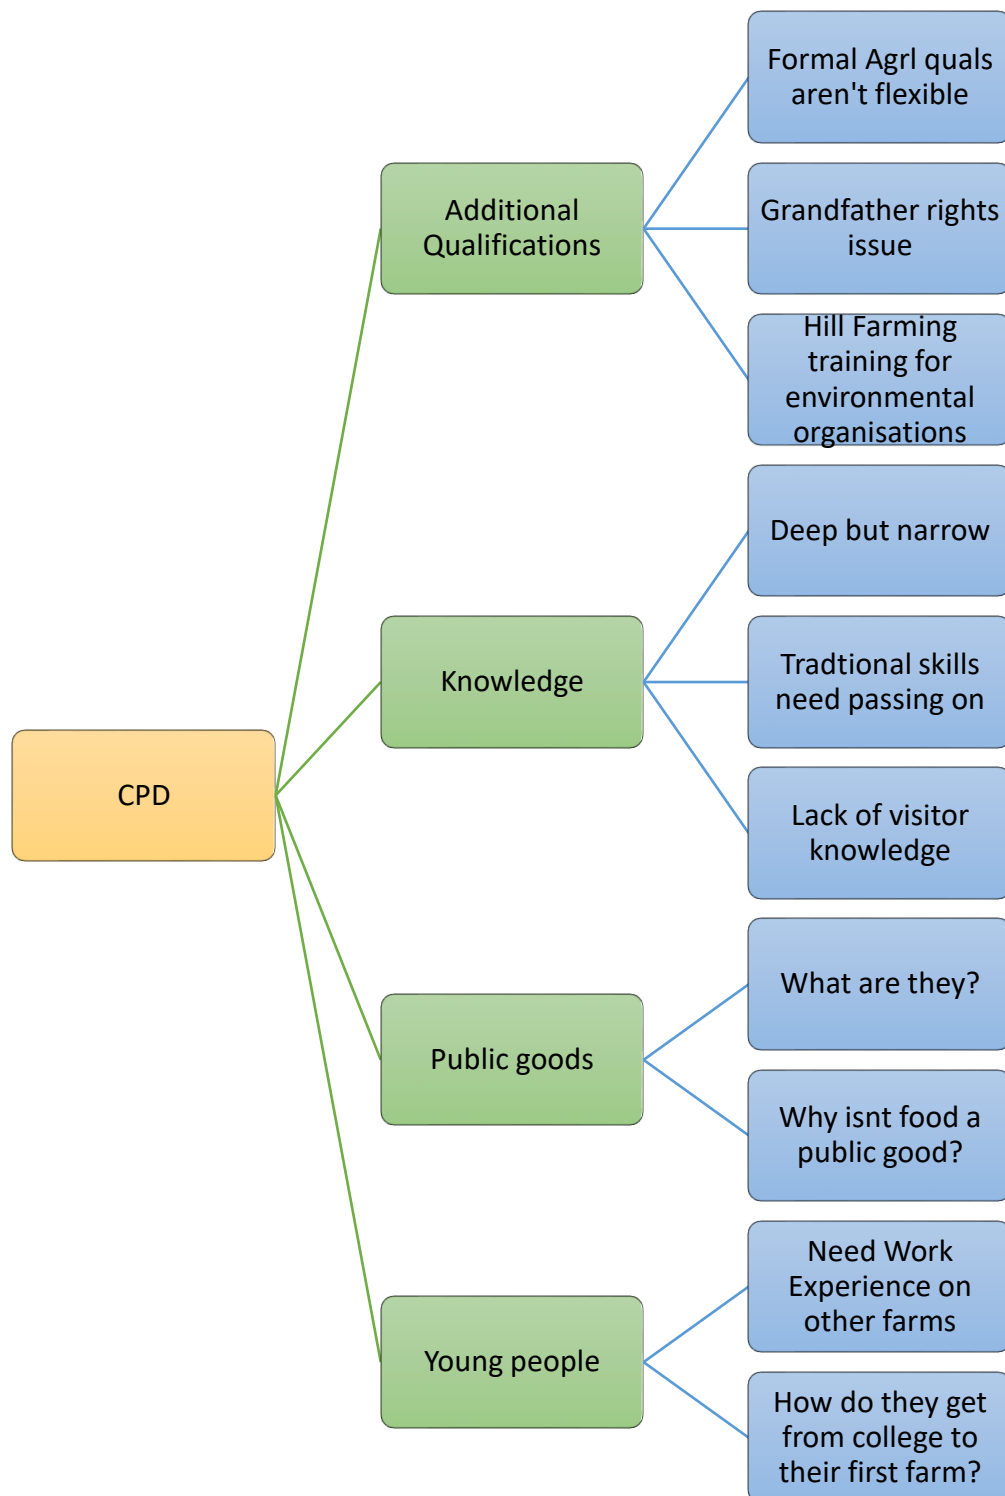 Formal Agrl quals
aren't flexible
Additional
Qualifications
Grandfather rights
issue
Hill Farming
training for
environmental
organisations
Deep but narrow
Knowledge
Tradtional skills
need passing on
CPD
Lack of visitor
knowledge
What are they?
Public goods
Why isnt food a
public good?
Need Work
Experience on
other farms
Young people
How do they get
from college to
their first farm?